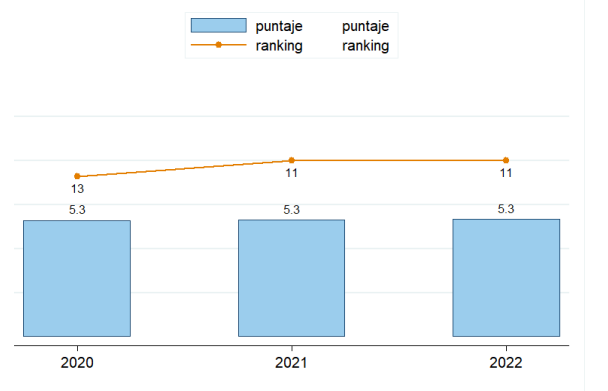 puntaje puntaje
ranking ranking
13 11 11
5.3 5.3 5.3
2020 2021 2022